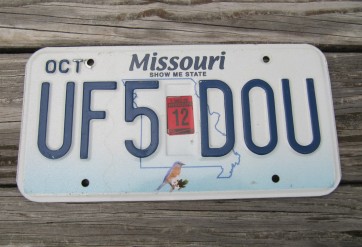 OCT Missouri
SHOW ME STATE
UF5 12 DOU